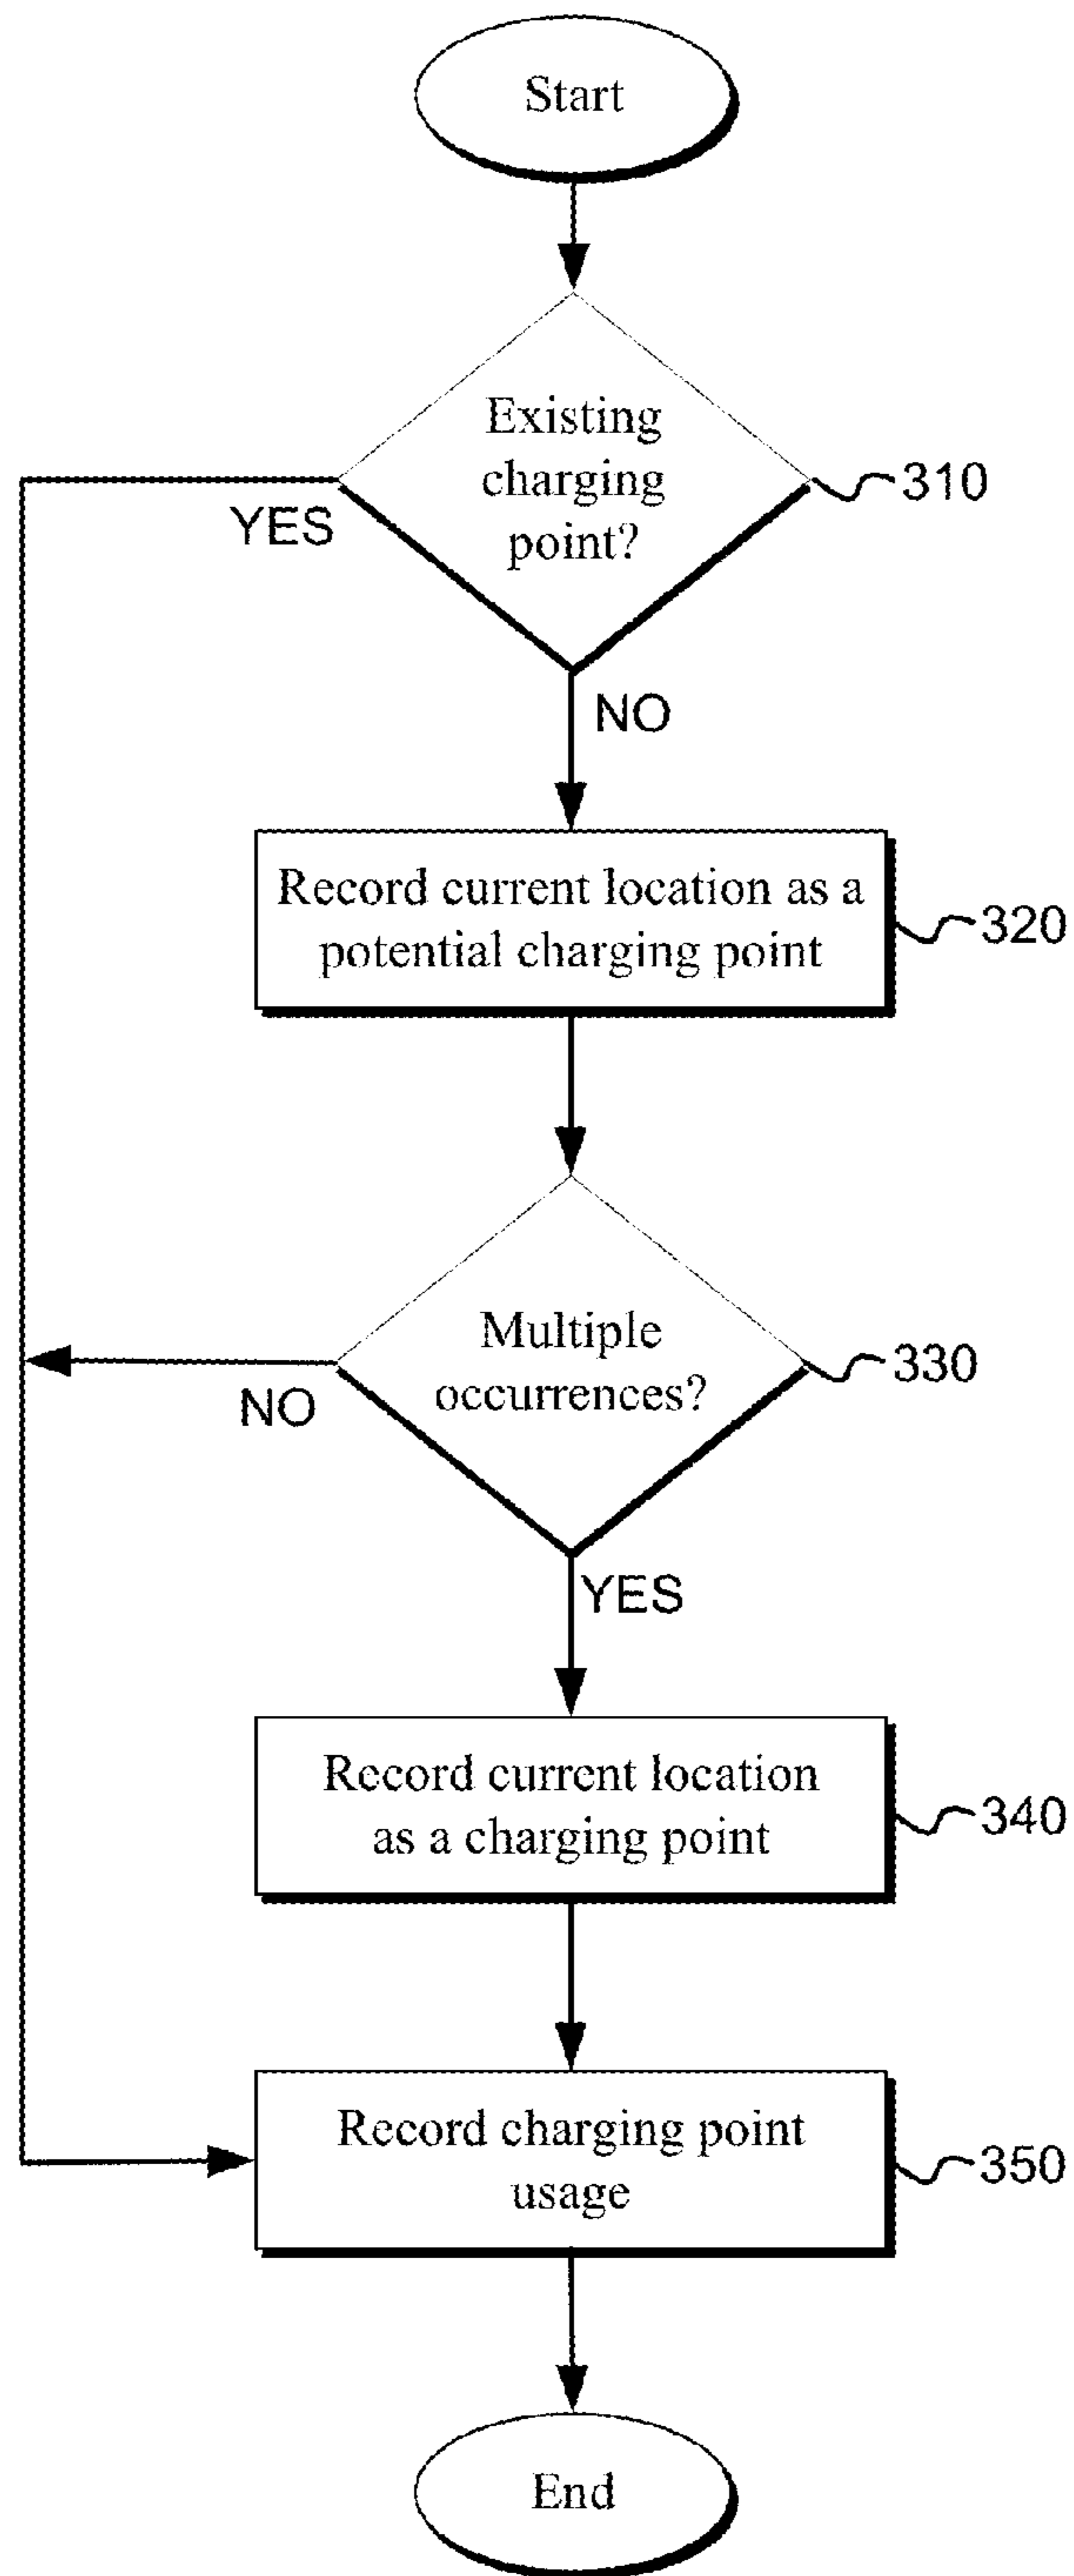 Start
Existing
charging
point?
310
YES
NO
Record current location as a
potential charging point
320
Multiple
occurrences?
330
NO
YES
Record current location
as a charging point
340
Record charging point
usage
350
End